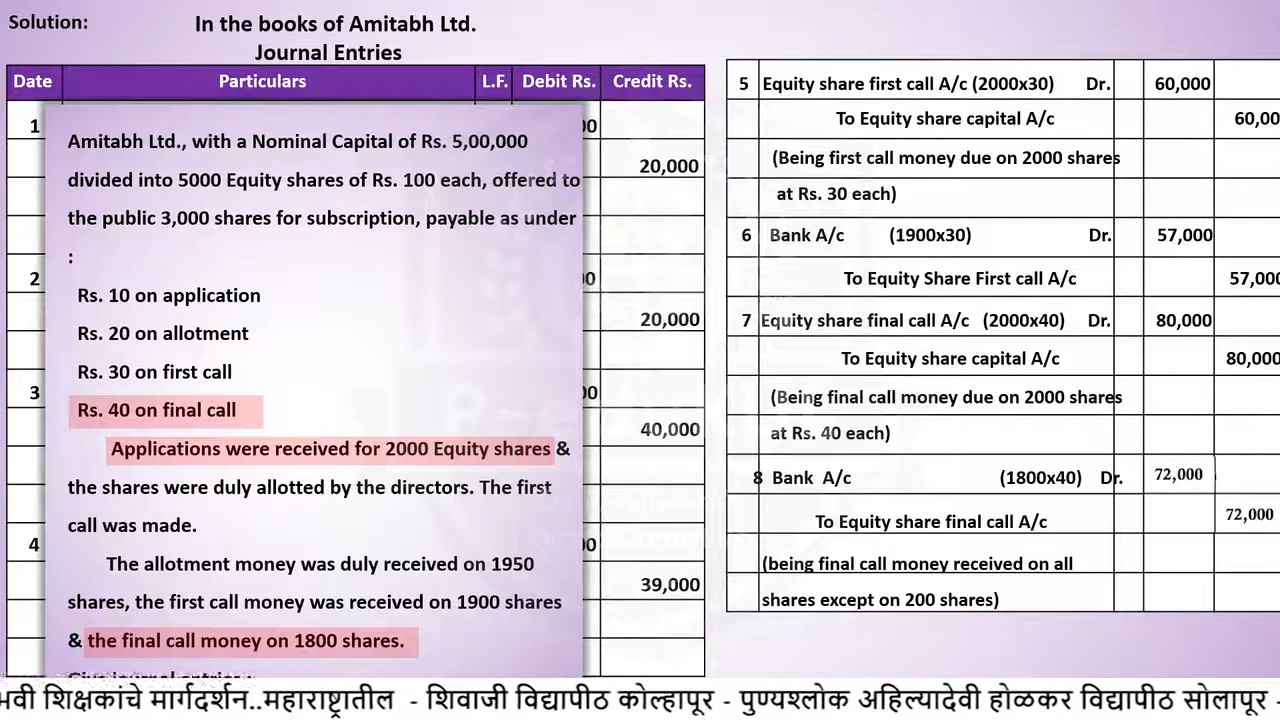 Solution:
In the books of Amitabh Ltd.
Journal Entries
Date Particulars L.F. Debit Rs. Credit Rs.
1 00
20,000
2 00
20,000
3 00
40,000
4 00
39,000
Amitabh Ltd., with a Nominal Capital of Rs. 5,00,000
divided into 5000 Equity shares of Rs. 100 each, offered to
the public 3,000 shares for subscription, payable as under
:
Rs. 10 on application
Rs. 20 on allotment
Rs. 30 on first call
Rs. 40 on final call
Applications were received for 2000 Equity shares &
the shares were duly allotted by the directors. The first
call was made.
The allotment money was duly received on 1950
shares, the first call money was received on 1900 shares
& the final call money on 1800 shares.
5 Equity share first call A/c (2000x30) Dr. 60,000
To Equity share capital A/c 60,00
(Being first call money due on 2000 shares
at Rs. 30 each)
6 Bank A/c (1900x30) Dr. 57,000
To Equity Share First call A/c 57,000
7 Equity share final call A/c (2000x40) Dr. 80,000
To Equity share capital A/c 80,000
(Being final call money due on 2000 shares
at Rs. 40 each)
8 Bank A/c (1800x40) Dr. 72,000
To Equity share final call A/c 72,000
(being final call money received on all
shares except on 200 shares)
भवी शिक्षकांचे मार्गदर्शन..महाराष्ट्रातील - शिवाजी विद्यापीठ कोल्हापूर - पुण्यश्लोक अहिल्यादेवी होळकर विद्यापीठ सोलापूर -